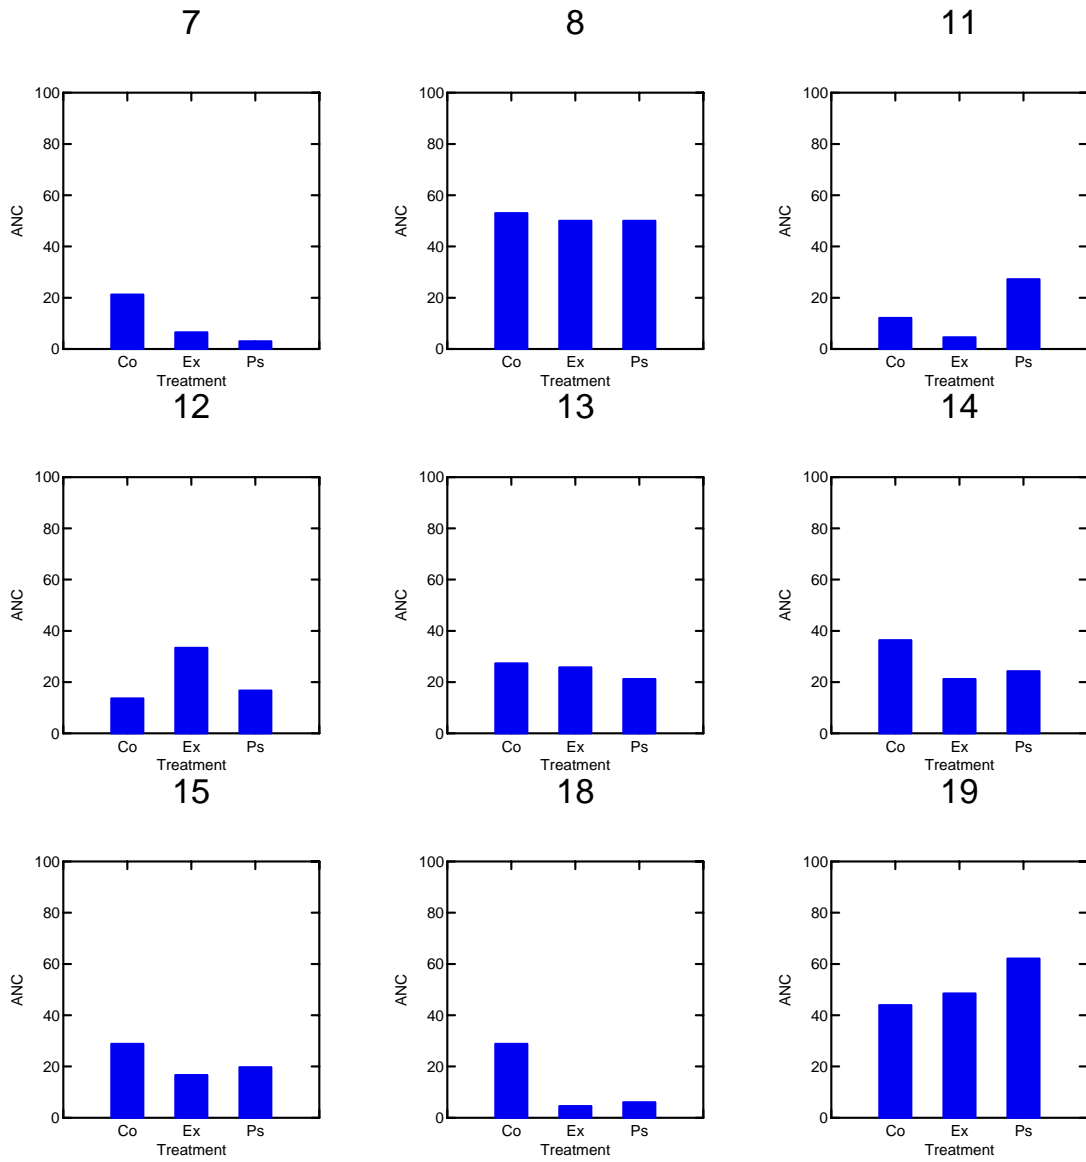 7 8 11
100 100 100
80 80 80
60 60 60
ANC ANC ANC
40 40 40
20 20 20
0 0 0
Co Ex Ps Co Ex Ps Co Ex Ps
Treatment Treatment Treatment
12 13 14
100 100 100
80 80 80
60 60 60
ANC ANC ANC
40 40 40
20 20 20
0 0 0
Co Ex Ps Co Ex Ps Co Ex Ps
Treatment Treatment Treatment
15 18 19
100 100 100
80 80 80
60 60 60
ANC ANC ANC
40 40 40
20 20 20
0 0 0
Co Ex Ps Co Ex Ps Co Ex Ps
Treatment Treatment Treatment